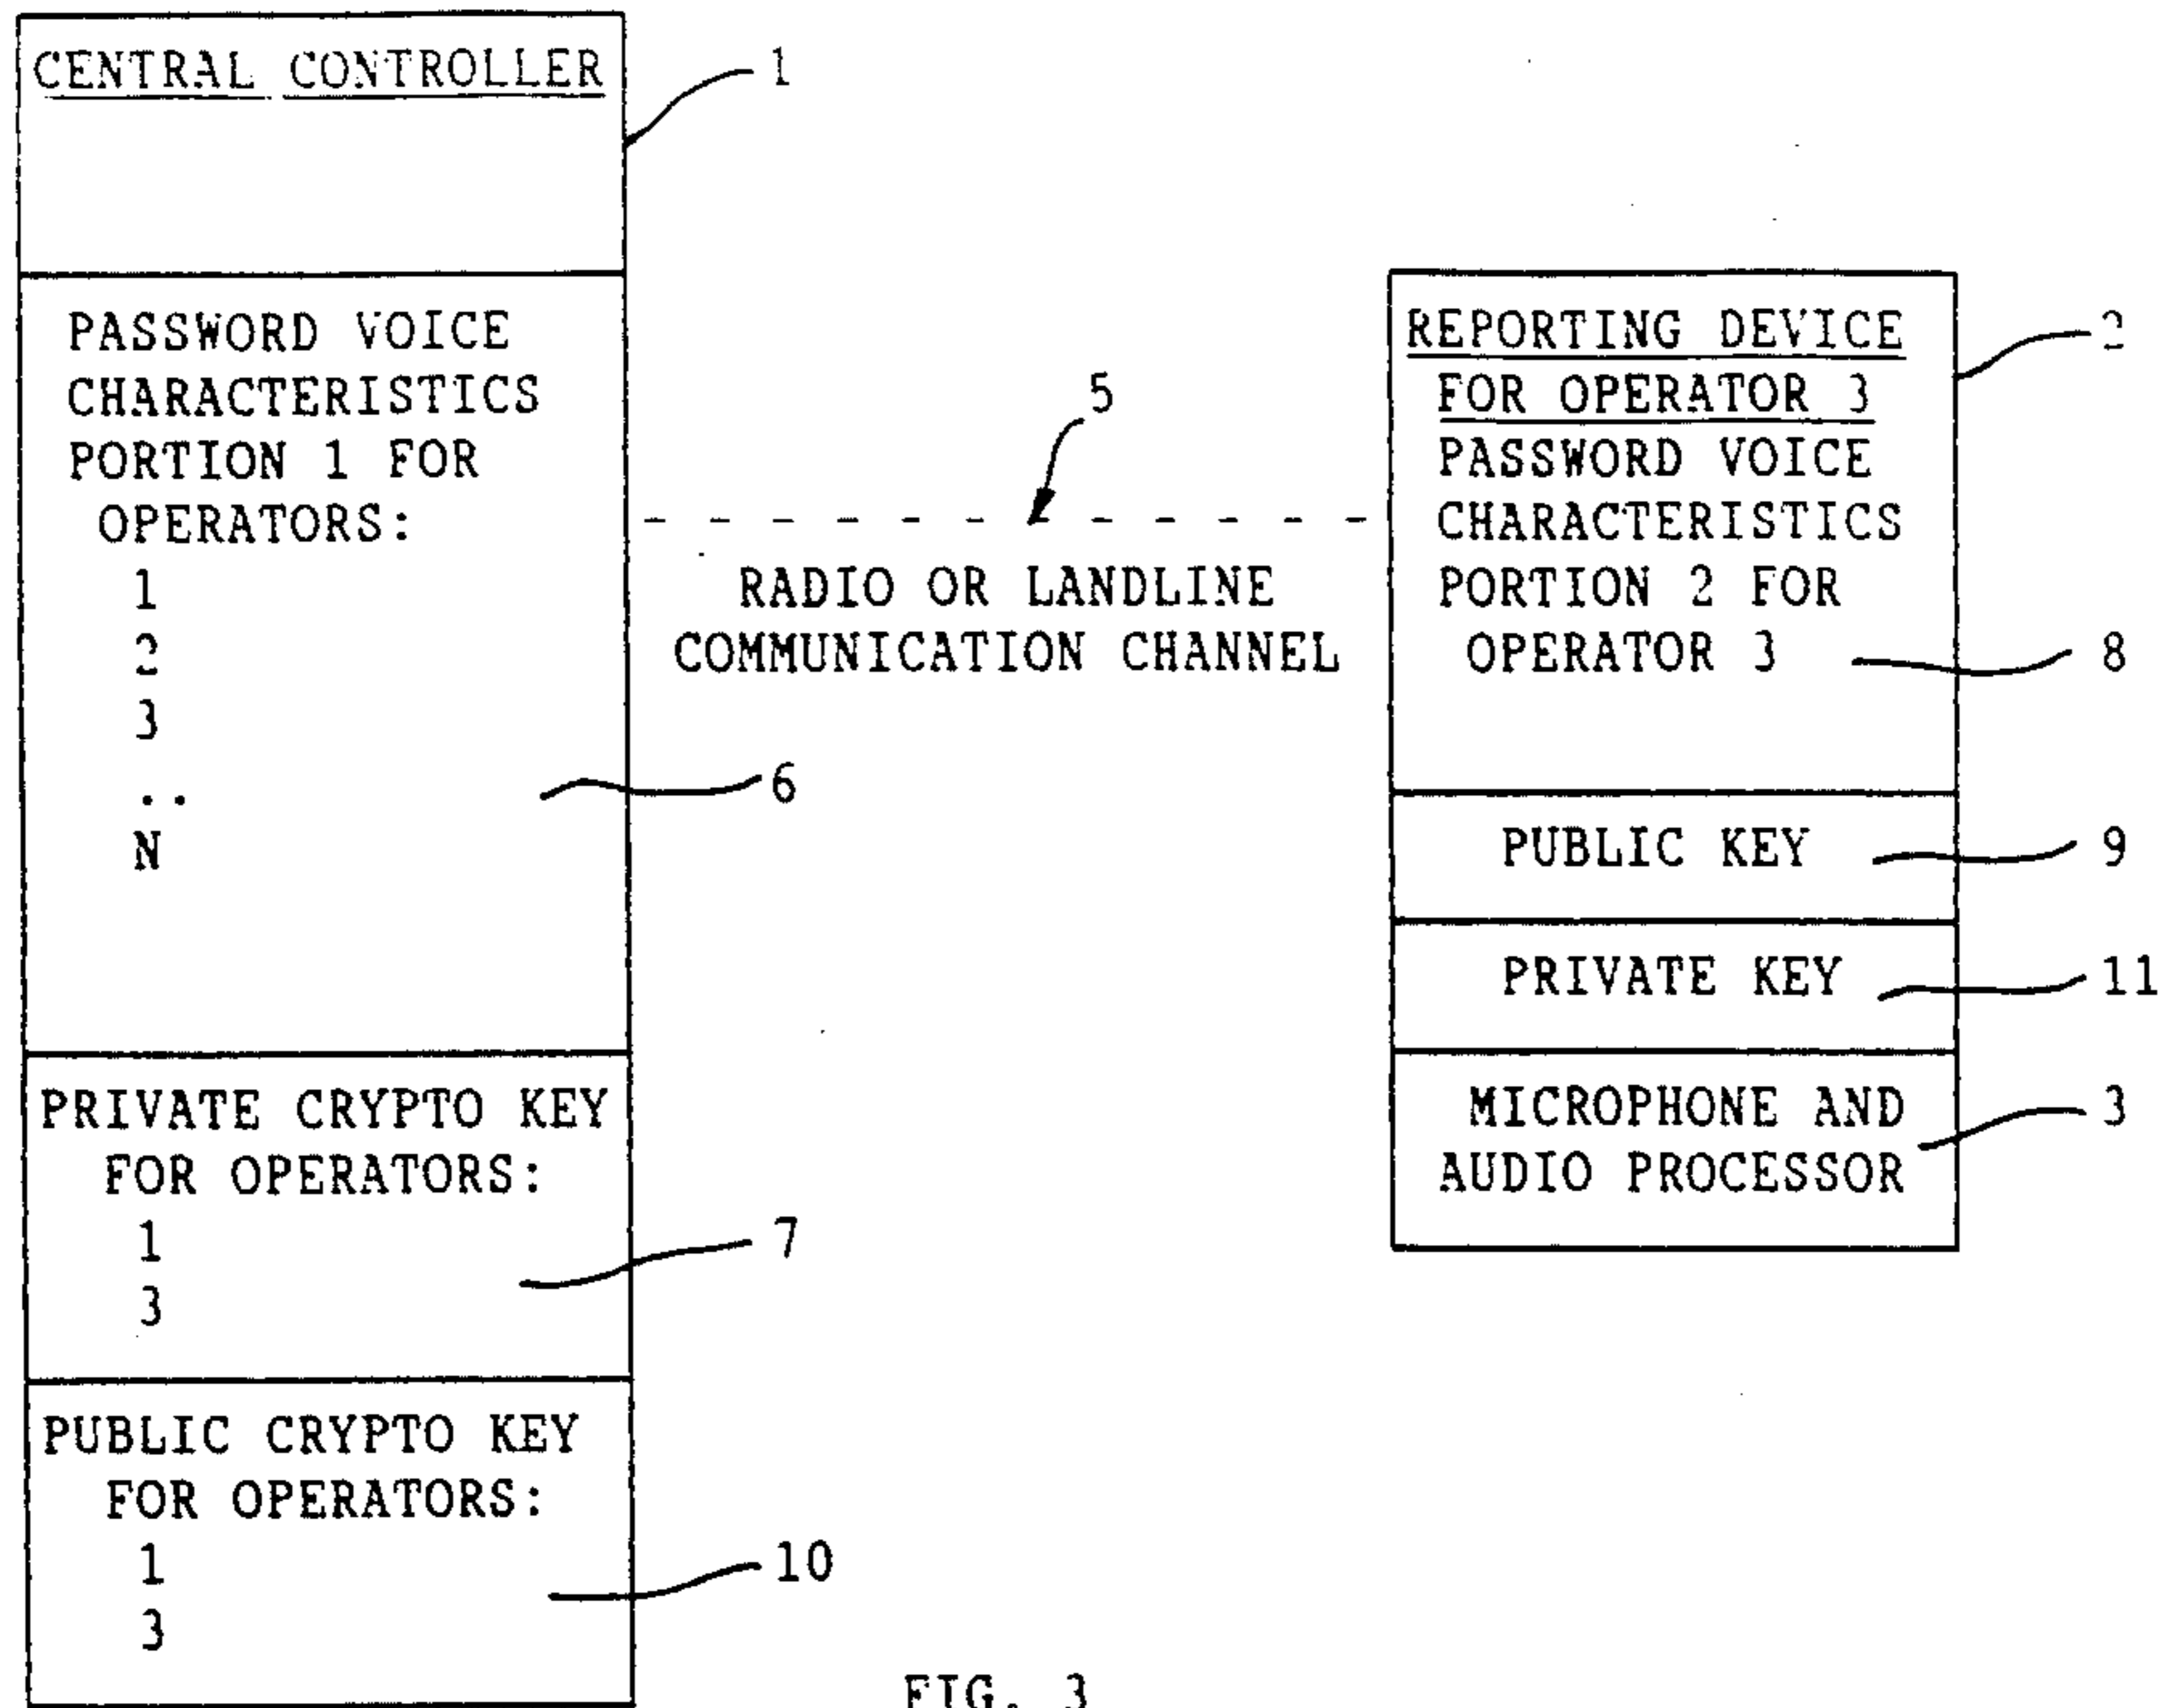 CENTRAL CONTROLLER
1
PASSWORD VOICE
CHARACTERISTICS
PORTION 1 FOR
OPERATORS:
1
2
3
..
N
6
PRIVATE CRYPTO KEY
FOR OPERATORS:
1
3
7
PUBLIC CRYPTO KEY
FOR OPERATORS:
1
3
10
5
RADIO OR LANDLINE
COMMUNICATION CHANNEL
REPORTING DEVICE
FOR OPERATOR 3
2
PASSWORD VOICE
CHARACTERISTICS
PORTION 2 FOR
OPERATOR 3
8
PUBLIC KEY
9
PRIVATE KEY
11
MICROPHONE AND
AUDIO PROCESSOR
3
FIG. 3